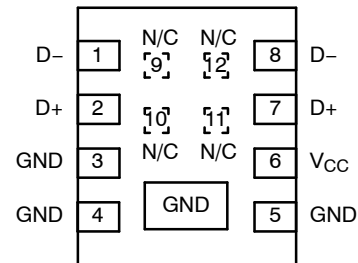 N/C N/C
D− 1 9 12 8 D−
D+ 2 10 11 7 D+
GND 3 N/C N/C 6 VCC
GND 4 GND 5 GND